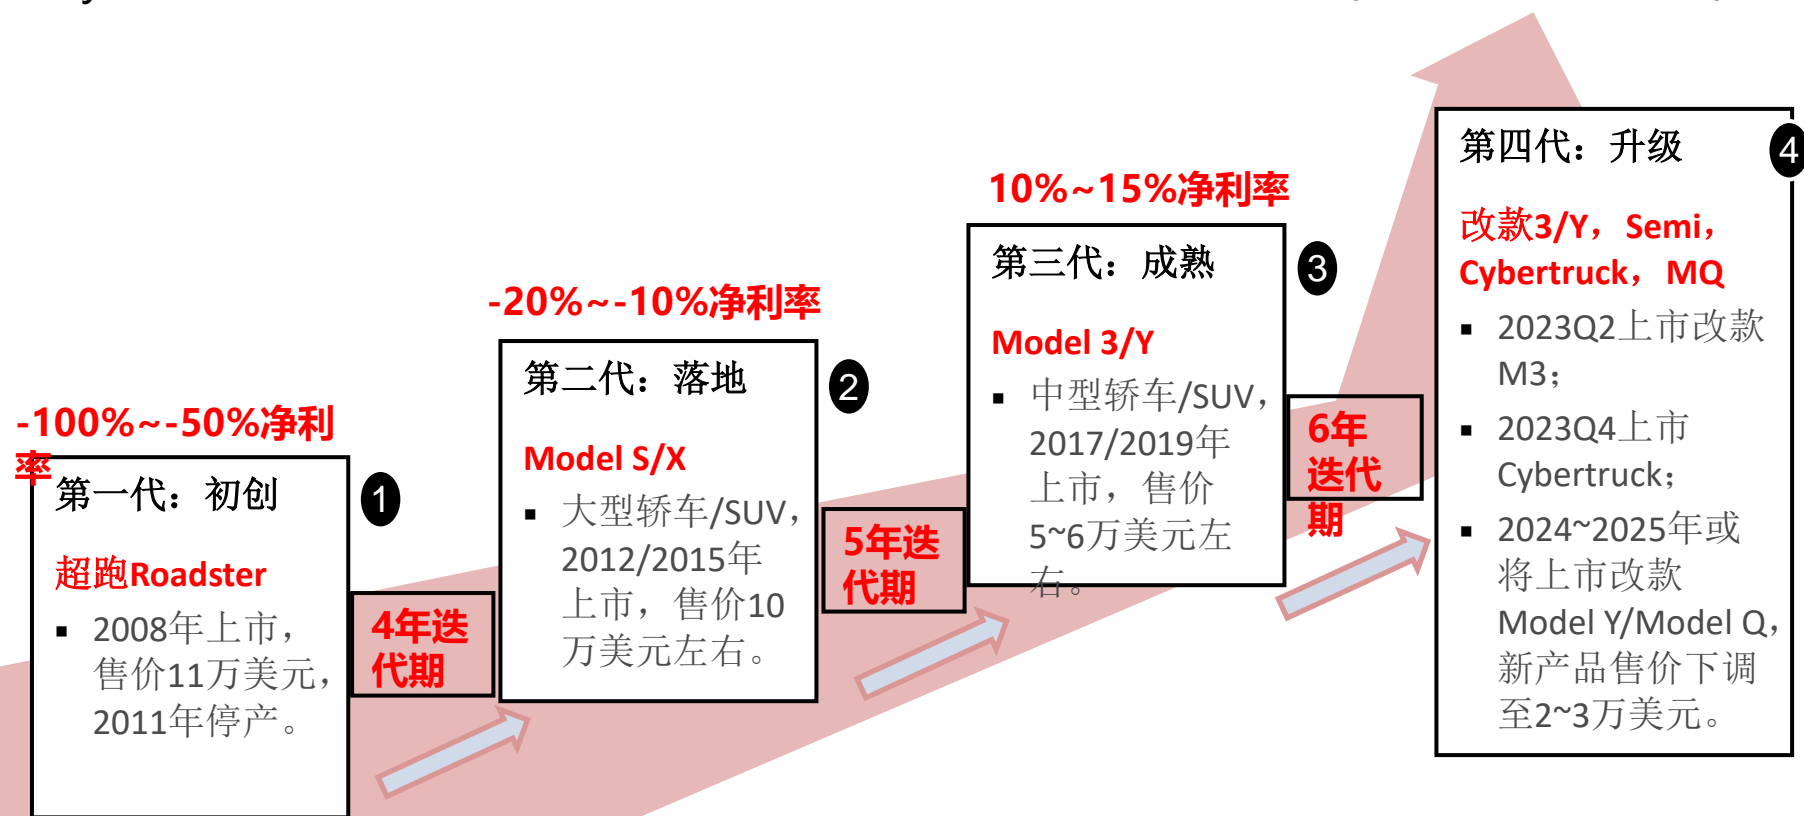 -100%~-50%净利
率
第一代：初创
1
超跑Roadster
▪ 2008年上市，
售价11万美元，
2011年停产。
4年迭
代期
-20%~-10%净利率
第二代：落地
2
Model S/X
▪ 大型轿车/SUV，
2012/2015年
上市，售价10
万美元左右。
5年迭
代期
10%~15%净利率
第三代：成熟
3
Model 3/Y
▪ 中型轿车/SUV，
2017/2019年
上市，售价
5~6万美元左
右。
6年
迭代
期
第四代：升级
4
改款3/Y，Semi，
Cybertruck，MQ
▪ 2023Q2上市改款
M3；
▪ 2023Q4上市
Cybertruck；
▪ 2024~2025年或
将上市改款
Model Y/Model Q，
新产品售价下调
至2~3万美元。